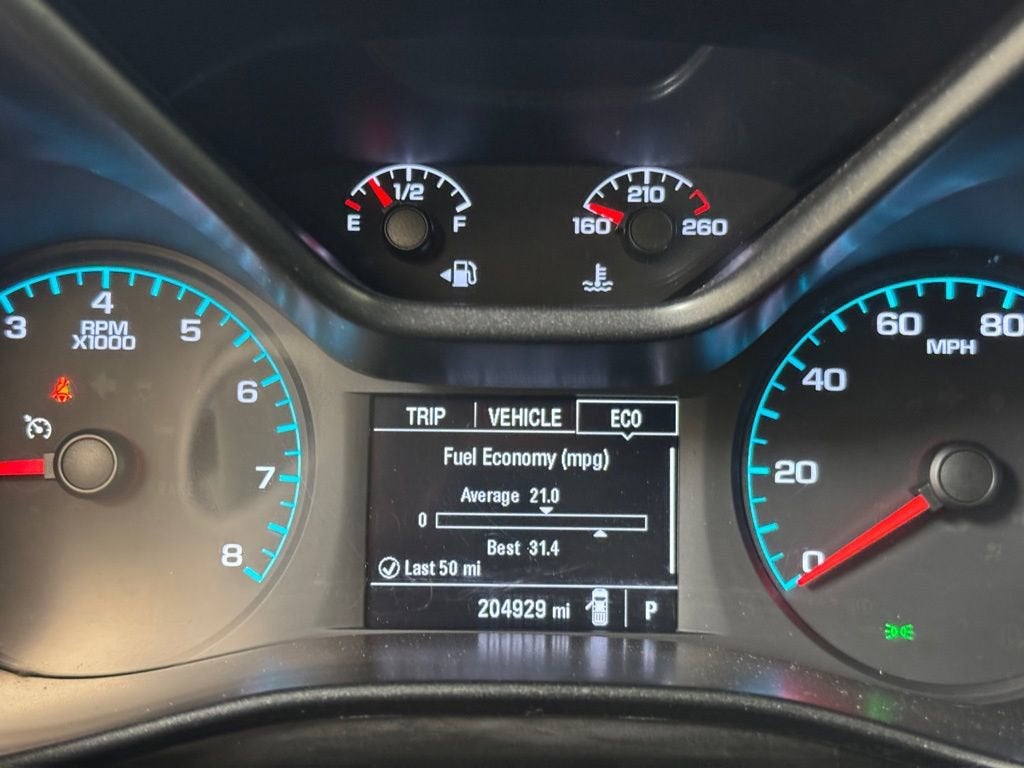 1/2
E F
210
160 260
3 4 5 6 7 8
RPM
X1000
TRIP VEHICLE ECO
Fuel Economy (mpg)
Average 21.0
0
Best 31.4
Last 50 mi
204929 mi P
0 20 40 60 80
MPH